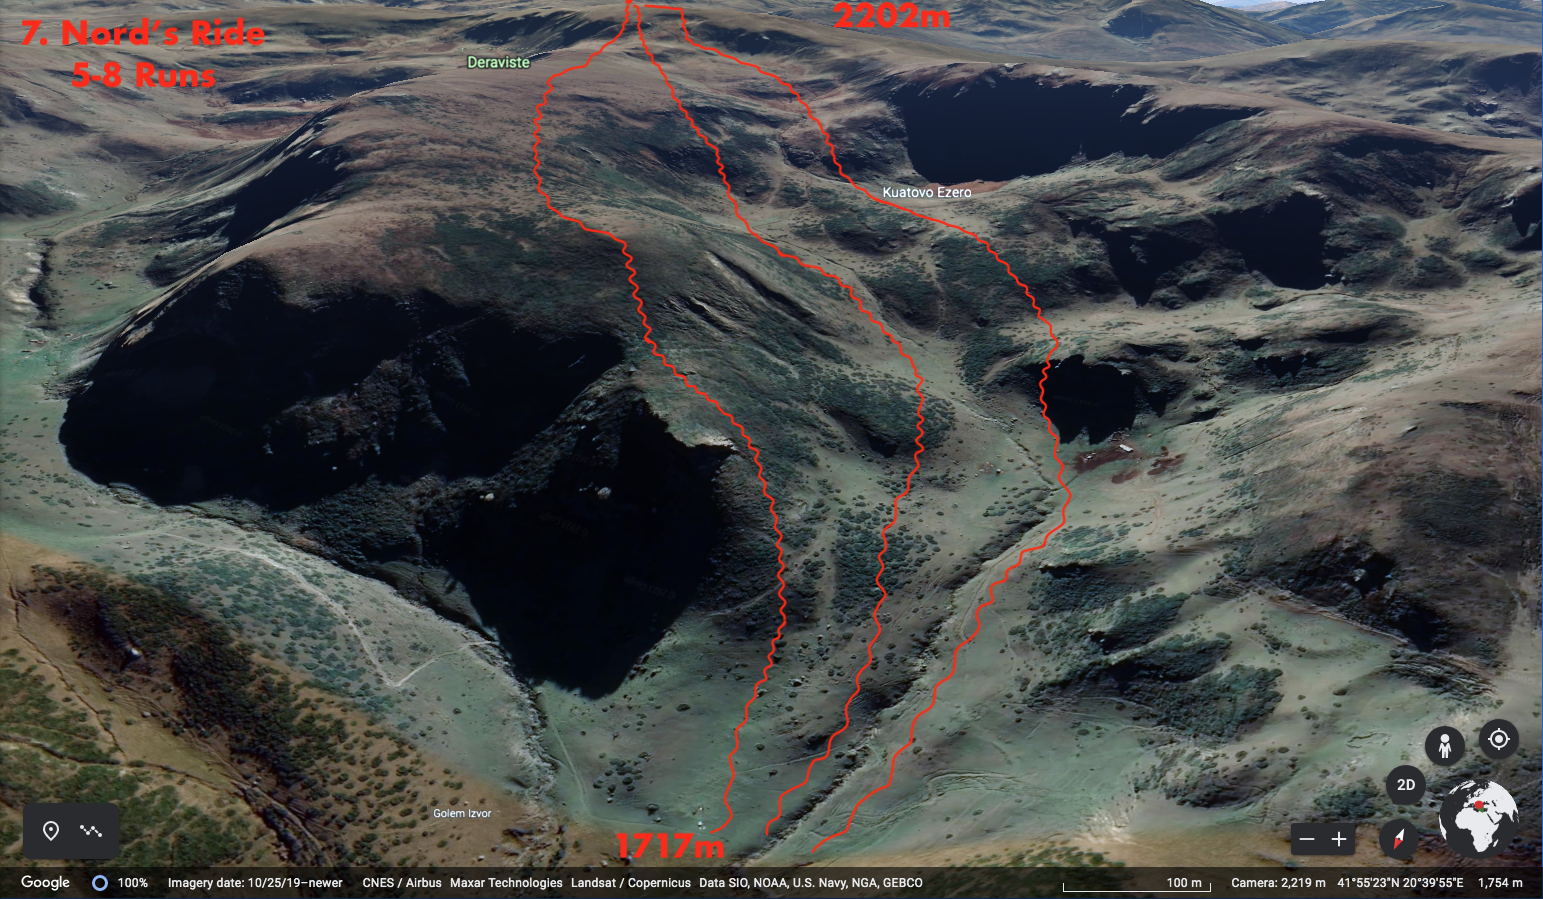 7. Nord's Ride
5-8 Runs
2202m
Deraviste
Kuatovo Ezero
Golem Izvor
1717m
2D
Google
100%
Imagery date: 10/25/19–newer
CNES / Airbus Maxar Technologies Landsat / Copernicus Data SIO, NOAA, U.S. Navy, NGA, GEBCO
100 m
Camera: 2,219 m
41°55'23"N 20°39'55"E
1,754 m